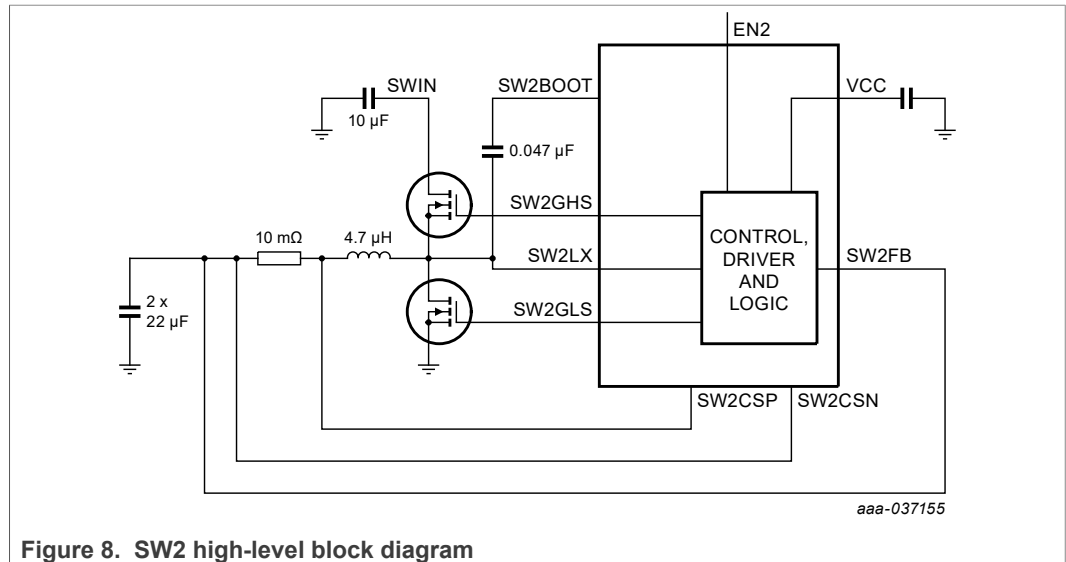 EN2
SWIN
SW2BOOT
VCC
10 µF
0.047 µF
SW2GHS
10 mΩ
4.7 µH
CONTROL,
DRIVER
AND
LOGIC
SW2LX
SW2FB
2 x
22 µF
SW2GLS
SW2CSP
SW2CSN
aaa-037155
Figure 8. SW2 high-level block diagram